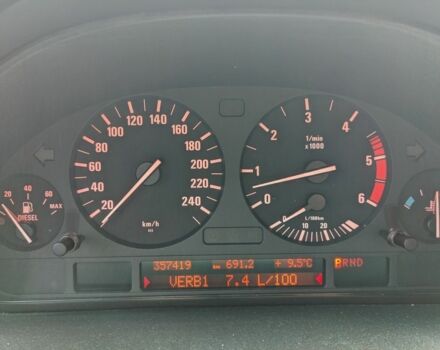 20 40 60 MAX
DIESEL
20 40 60 80 100 120 140 160 180 200 220 240
km/h
0 1 2 3 4 5 6
1/min
x 1000
0 10 20
L/100km
357419 km 691.2 + 9.5°C PRND
VERB1 7.4 L/100